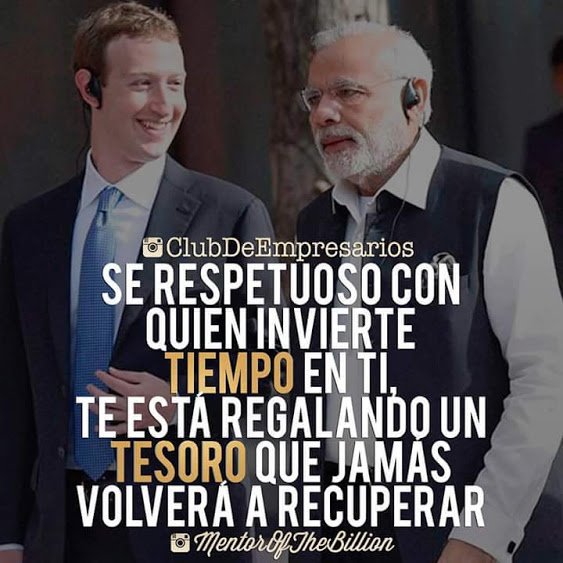 ClubDeEmpresarios
SE RESPETUOSO CON
QUIEN INVIERTE
TIEMPO EN TI,
TE ESTÁ REGALANDO UN
TESORO QUE JAMÁS
VOLVERÁ A RECUPERAR
MentorOfTheBillion